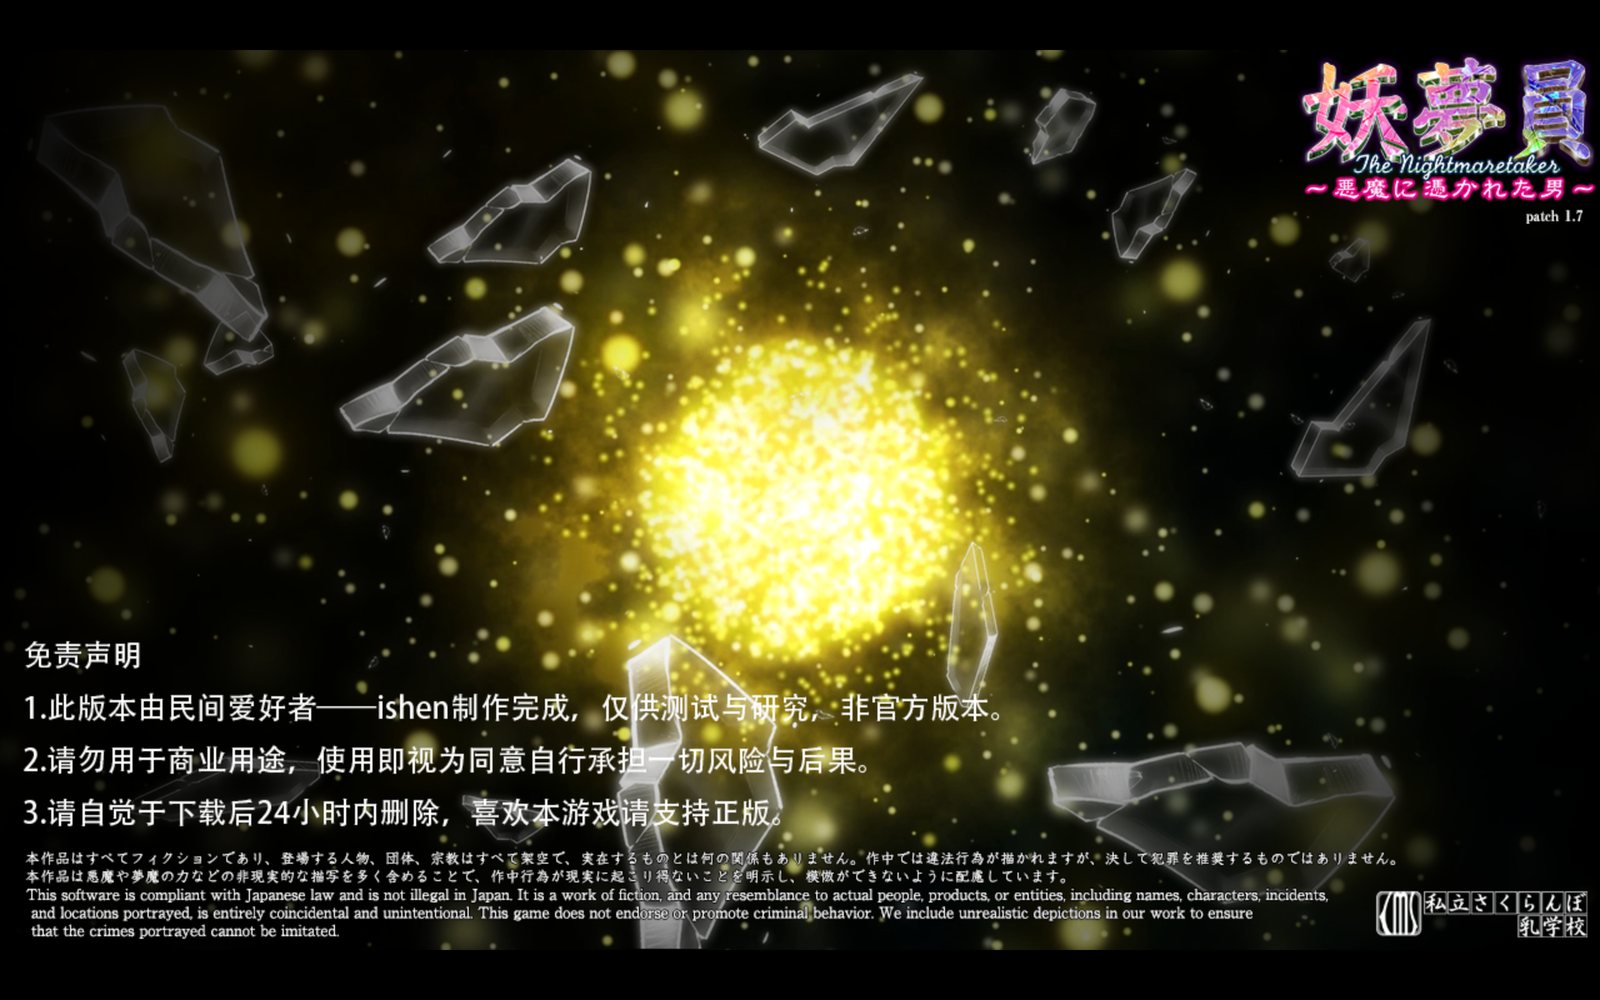 妖夢員
The Nightmaretaker
～悪魔に憑かれた男～
patch 1.7
免责声明
1.此版本由民间爱好者——ishen制作完成，仅供测试与研究，非官方版本。
2.请勿用于商业用途，使用即视为同意自行承担一切风险与后果。
3.请自觉于下载后24小时内删除，喜欢本游戏请支持正版。
本作品はすべてフィクションであり、登場する人物、団体、宗教はすべて架空で、実在するものとは何の関係もありません。作中では違法行為が描かれますが、決して犯罪を推奨するものではありません。
本作品は悪魔や夢魔の力などの非現実的な描写を多く含めることで、作中行為が現実に起こり得ないことを明示し、模倣ができないように配慮しています。
This software is compliant with Japanese law and is not illegal in Japan. It is a work of fiction, and any resemblance to actual people, products, or entities, including names, characters, incidents,
and locations portrayed, is entirely coincidental and unintentional. This game does not endorse or promote criminal behavior. We include unrealistic depictions in our work to ensure
that the crimes portrayed cannot be imitated.
私立さくらんぼ
乳学校